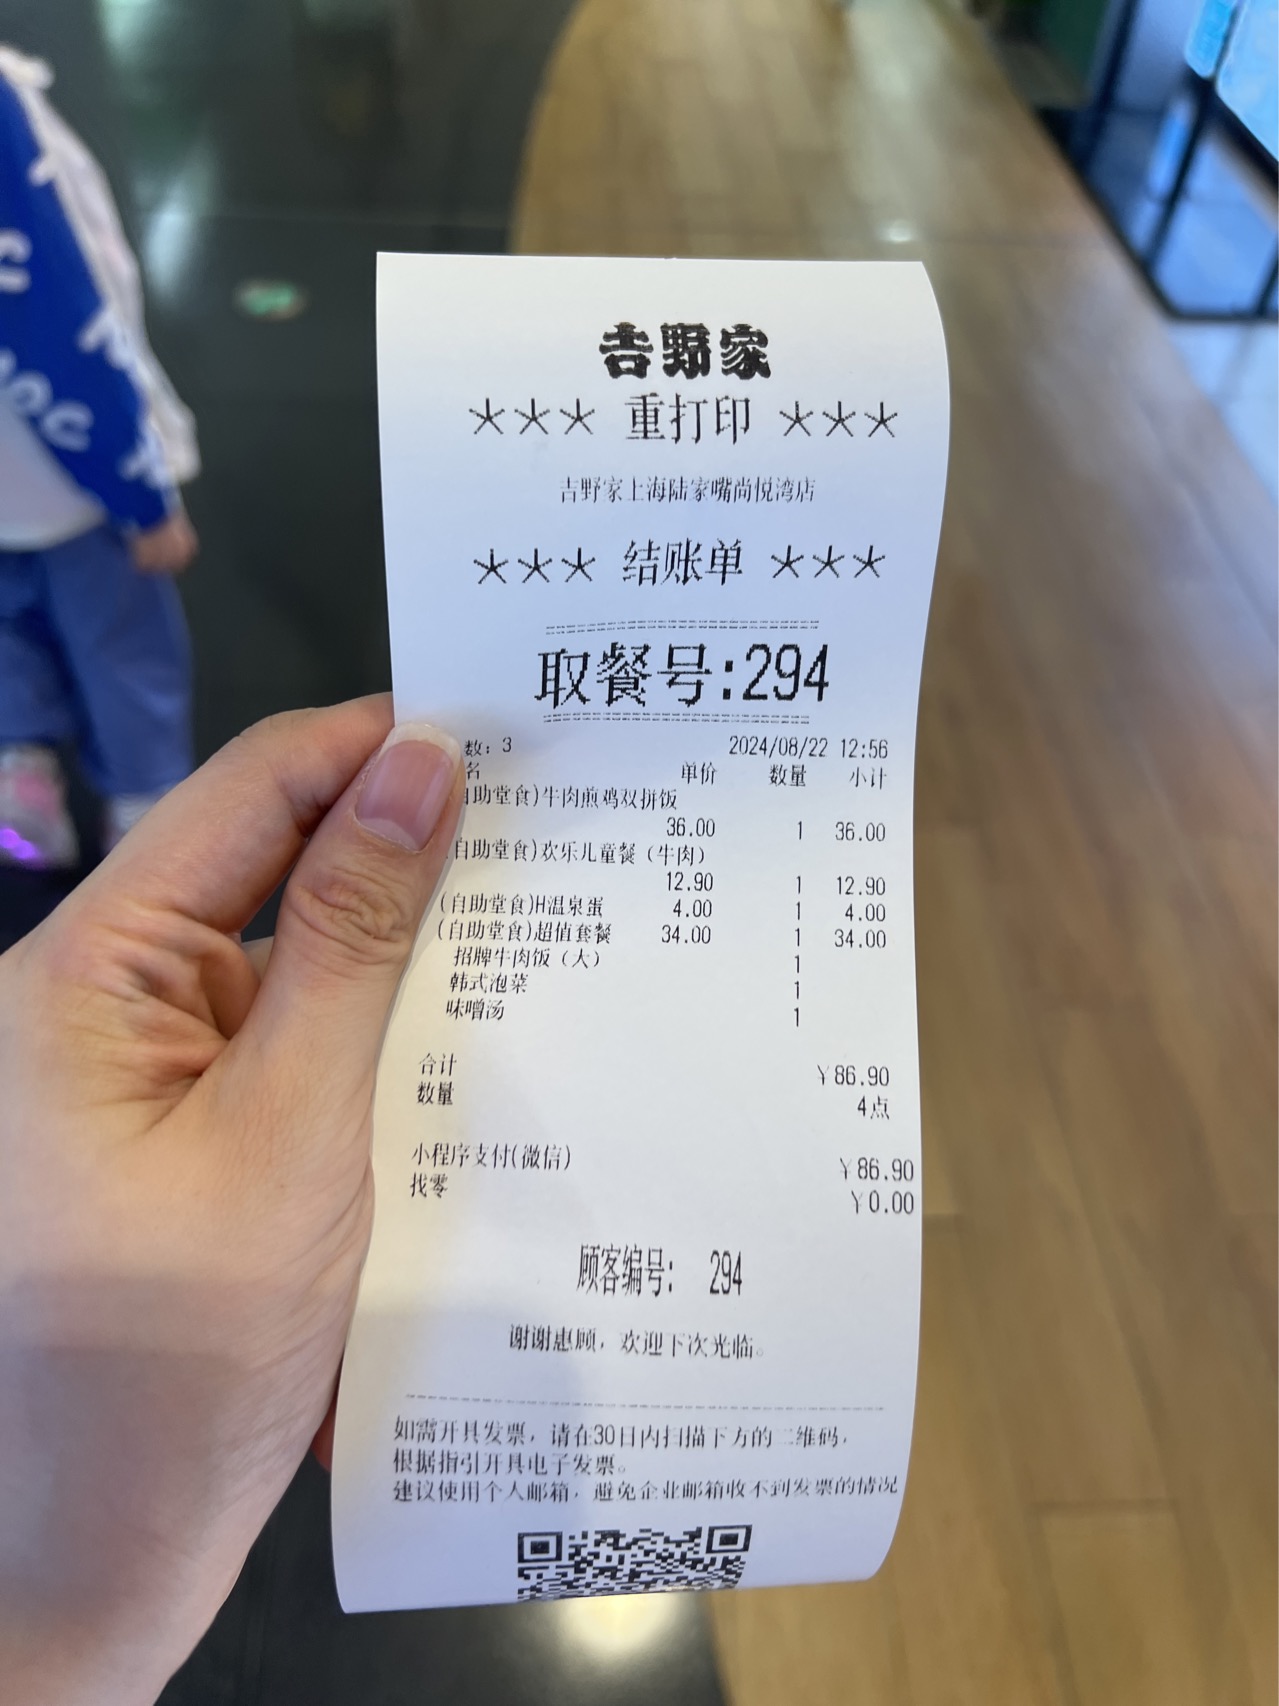 吉野家
*** 重打印 ***
吉野家上海陆家嘴尚悦湾店
*** 结账单 ***
取餐号:294
数: 3 2024/08/22 12:56
名 单价 数量 小计
自助堂食)牛肉煎鸡双拼饭
36.00 1 36.00
(自助堂食)欢乐儿童餐（牛肉）
12.90 1 12.90
(自助堂食)H温泉蛋 4.00 1 4.00
(自助堂食)超值套餐 34.00 1 34.00
招牌牛肉饭（大） 1
韩式泡菜 1
味噌汤 1
合计 ￥86.90
数量 4点
小程序支付(微信) ￥86.90
找零 ￥0.00
顾客编号: 294
谢谢惠顾，欢迎下次光临。
如需开具发票，请在30日内扫描下方的二维码，
根据指引开具电子发票。
建议使用个人邮箱，避免企业邮箱收不到发票的情况